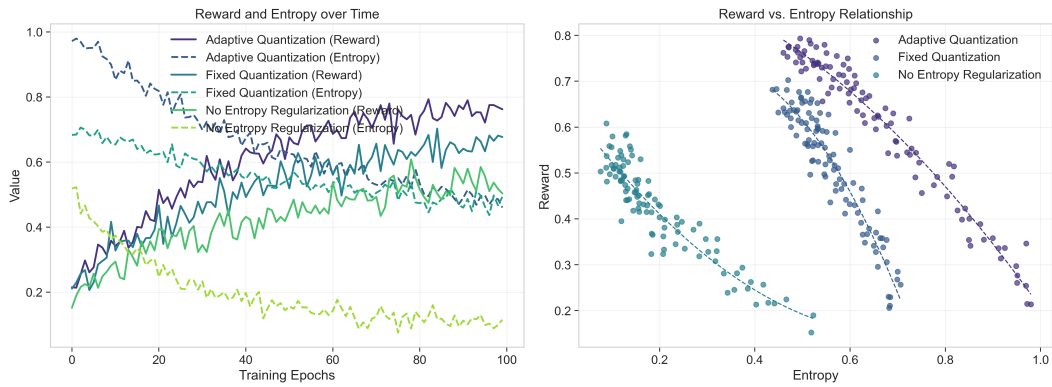 Reward and Entropy over Time
Value
1.0
0.8
0.6
0.4
0.2
Adaptive Quantization (Reward)
Adaptive Quantization (Entropy)
Fixed Quantization (Reward)
Fixed Quantization (Entropy)
No Entropy Regularization (Reward)
No Entropy Regularization (Entropy)
0
20
40
60
80
100
Training Epochs
Reward vs. Entropy Relationship
Reward
0.8
0.7
0.6
0.5
0.4
0.3
0.2
Adaptive Quantization
Fixed Quantization
No Entropy Regularization
0.2
0.4
0.6
0.8
1.0
Entropy